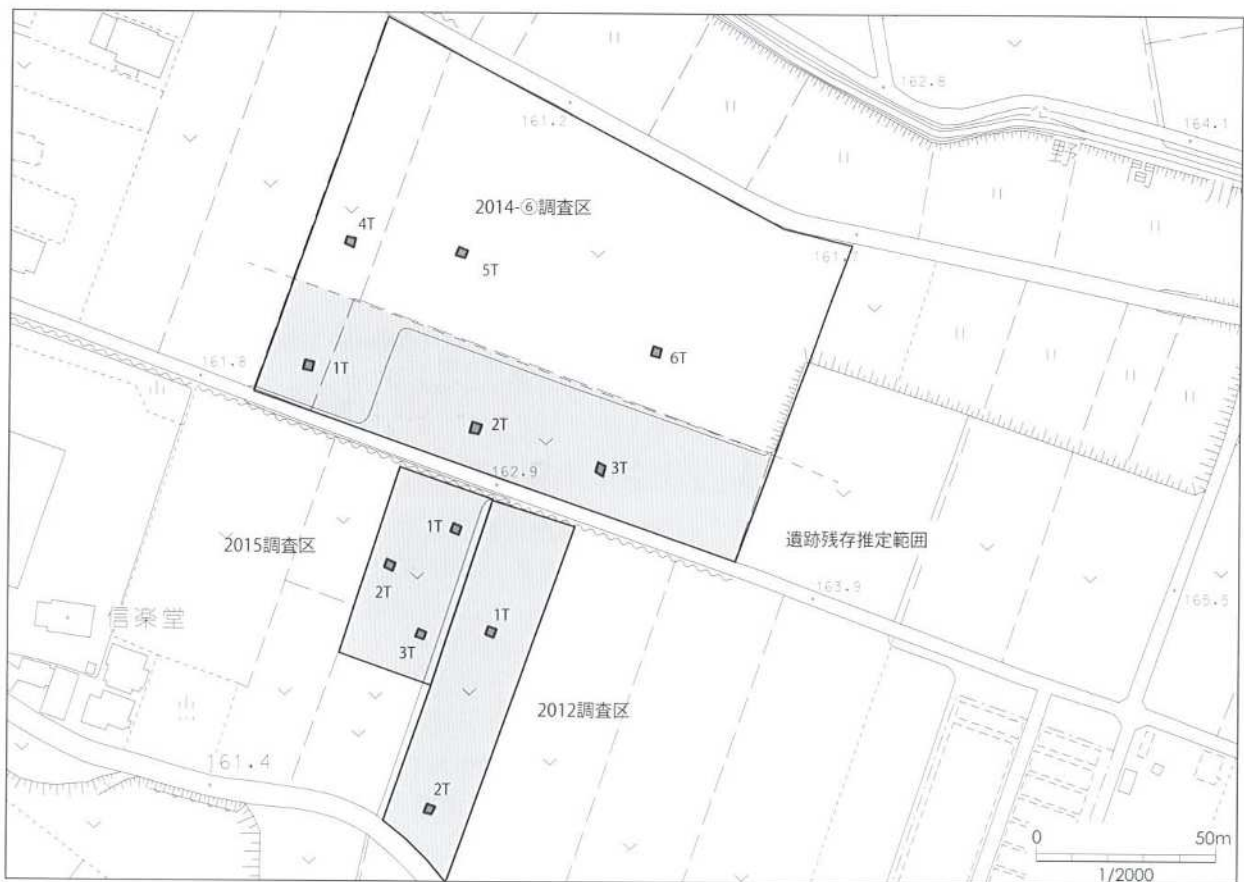 162.8
164.1
161.2
野間
2014-⑥調査区
4T
5T
161.7
6T
161.8
1T
2T
3T
162.9
遺跡残存推定範囲
2015調査区
1T
2T
163.9
165.5
信楽堂
1T
3T
2012調査区
161.4
2T
0
50m
1/2000